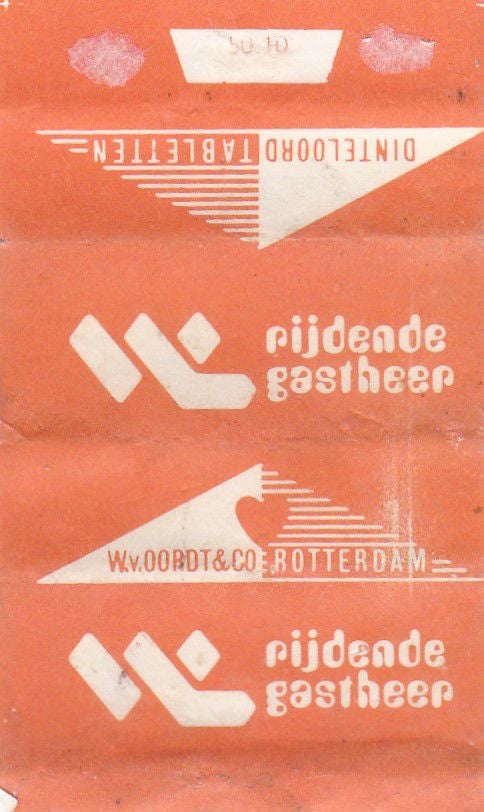 50.10
DINTELOORD TABLETTEN
rijdende
gastheer
W.v.OORDT&CO ROTTERDAM
rijdende
gastheer